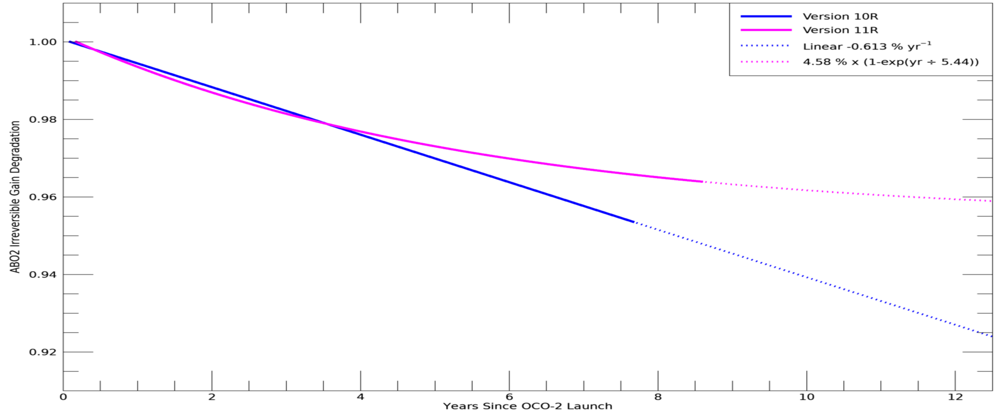 Version 10R
Version 11R
Linear -0.613 % yr⁻¹
4.58 % x (1-exp(yr ÷ 5.44))
ABO2 Irreversible Gain Degradation
1.00
0.98
0.96
0.94
0.92
0 2 4 6 8 10 12
Years Since OCO-2 Launch